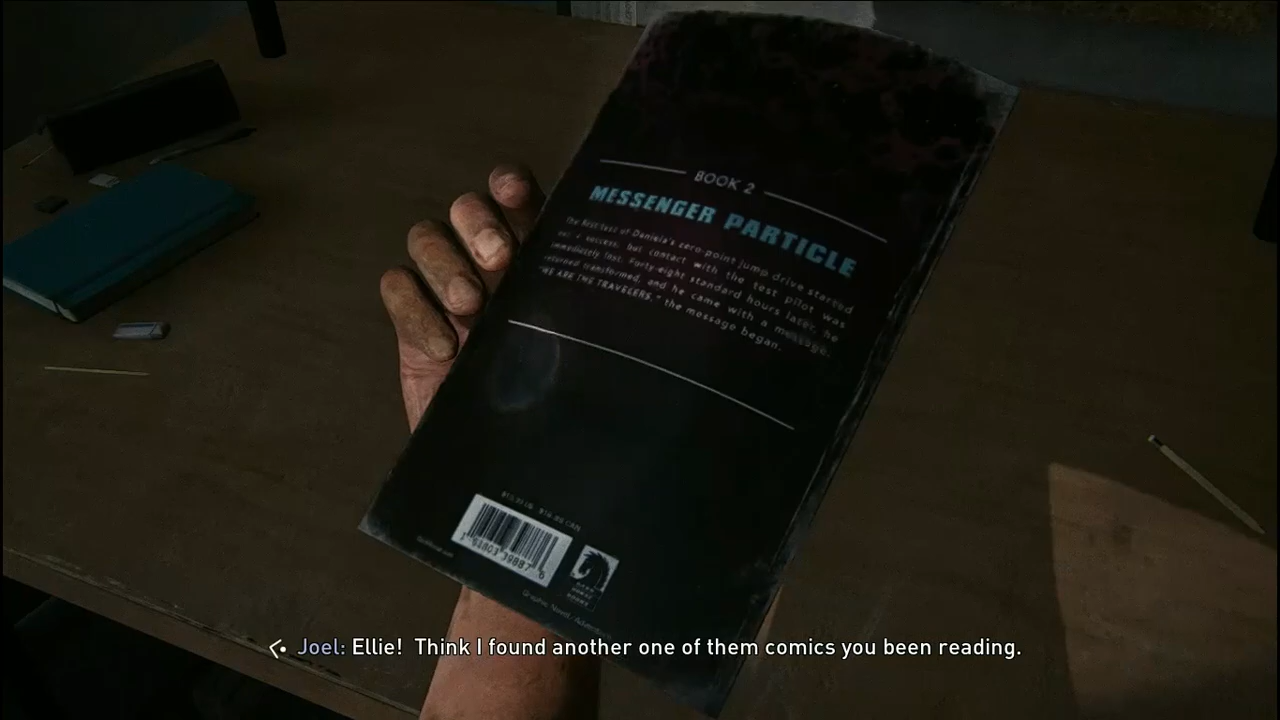 BOOK 2
MESSENGER PARTICLE
The first test of Daniela's zero-point jump drive started
out a success, but contact with the test pilot was
immediately lost. Forty-eight standard hours later, he
returned transformed, and he came with a message.
"WE ARE THE TRAVELERS," the message began.
Graphic Novel / Adventure
Joel: Ellie! Think I found another one of them comics you been reading.